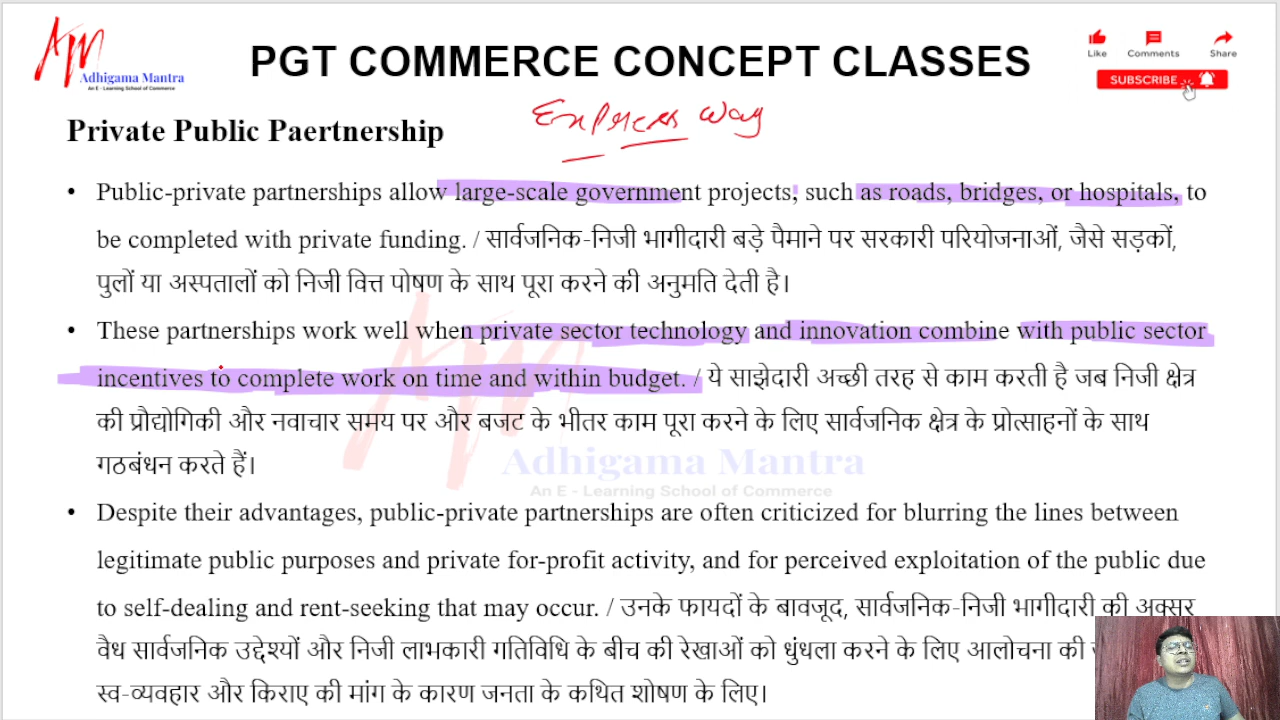 AM
Adhigama Mantra
An E - Learning School of Commerce
PGT COMMERCE CONCEPT CLASSES
Like Comments Share
SUBSCRIBE
Express Way
Private Public Paertnership
• Public-private partnerships allow large-scale government projects, such as roads, bridges, or hospitals, to
be completed with private funding. / सार्वजनिक-निजी भागीदारी बड़े पैमाने पर सरकारी परियोजनाओं, जैसे सड़कों,
पुलों या अस्पतालों को निजी वित्त पोषण के साथ पूरा करने की अनुमति देती है।
• These partnerships work well when private sector technology and innovation combine with public sector
incentives to complete work on time and within budget. / ये साझेदारी अच्छी तरह से काम करती है जब निजी क्षेत्र
की प्रौद्योगिकी और नवाचार समय पर और बजट के भीतर काम पूरा करने के लिए सार्वजनिक क्षेत्र के प्रोत्साहनों के साथ
गठबंधन करते हैं।
Adhigama Mantra
An E - Learning School of Commerce
• Despite their advantages, public-private partnerships are often criticized for blurring the lines between
legitimate public purposes and private for-profit activity, and for perceived exploitation of the public due
to self-dealing and rent-seeking that may occur. / उनके फायदों के बावजूद, सार्वजनिक-निजी भागीदारी की अक्सर
वैध सार्वजनिक उद्देश्यों और निजी लाभकारी गतिविधि के बीच की रेखाओं को धुंधला करने के लिए आलोचना की
स्व-व्यवहार और किराए की मांग के कारण जनता के कथित शोषण के लिए।